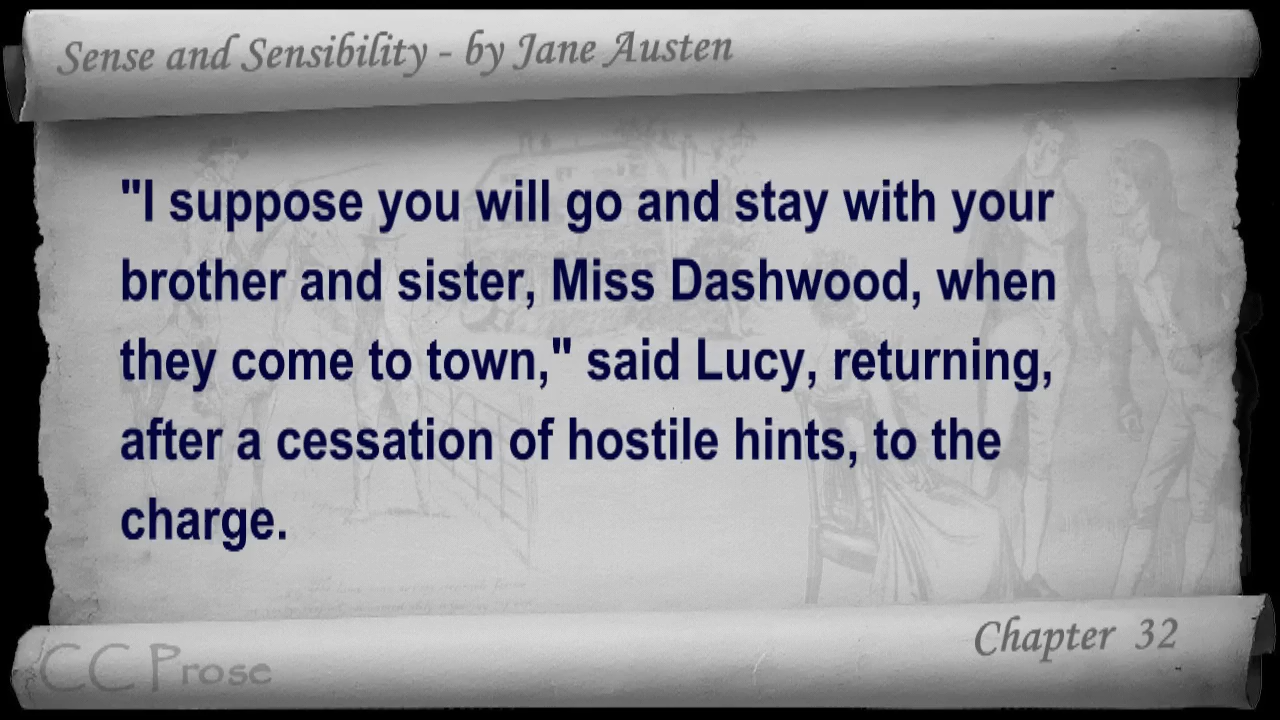 Sense and Sensibility - by Jane Austen
"I suppose you will go and stay with your
brother and sister, Miss Dashwood, when
they come to town," said Lucy, returning,
after a cessation of hostile hints, to the
charge.
Chapter 32
CC Prose